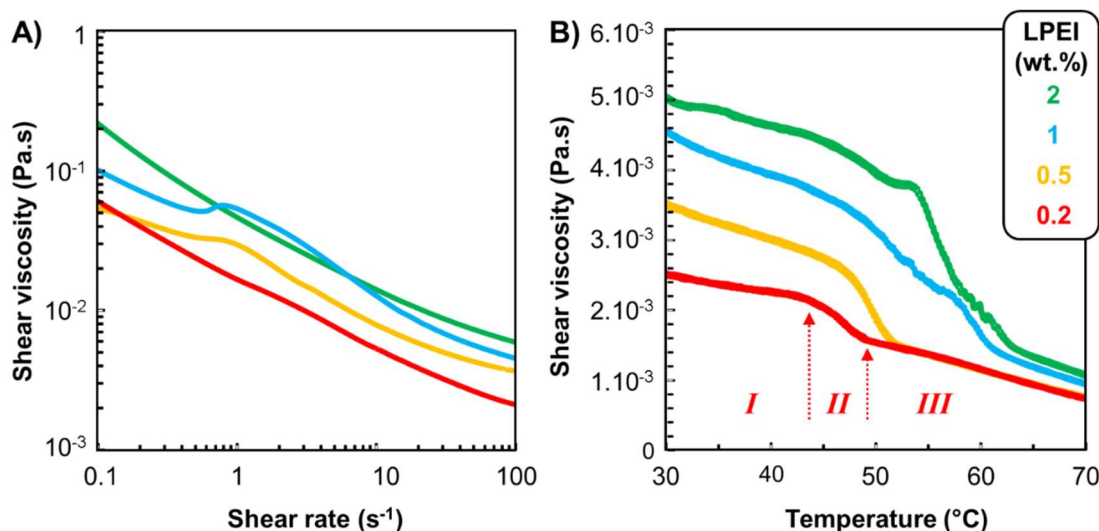 A)
Shear viscosity (Pa.s)
1
10⁻¹
10⁻²
10⁻³
0.1 1 10 100
Shear rate (s⁻¹)
B)
Shear viscosity (Pa.s)
6.10⁻³
5.10⁻³
4.10⁻³
3.10⁻³
2.10⁻³
1.10⁻³
0
I II III
30 40 50 60 70
Temperature (°C)
LPEI
(wt.%)
2
1
0.5
0.2